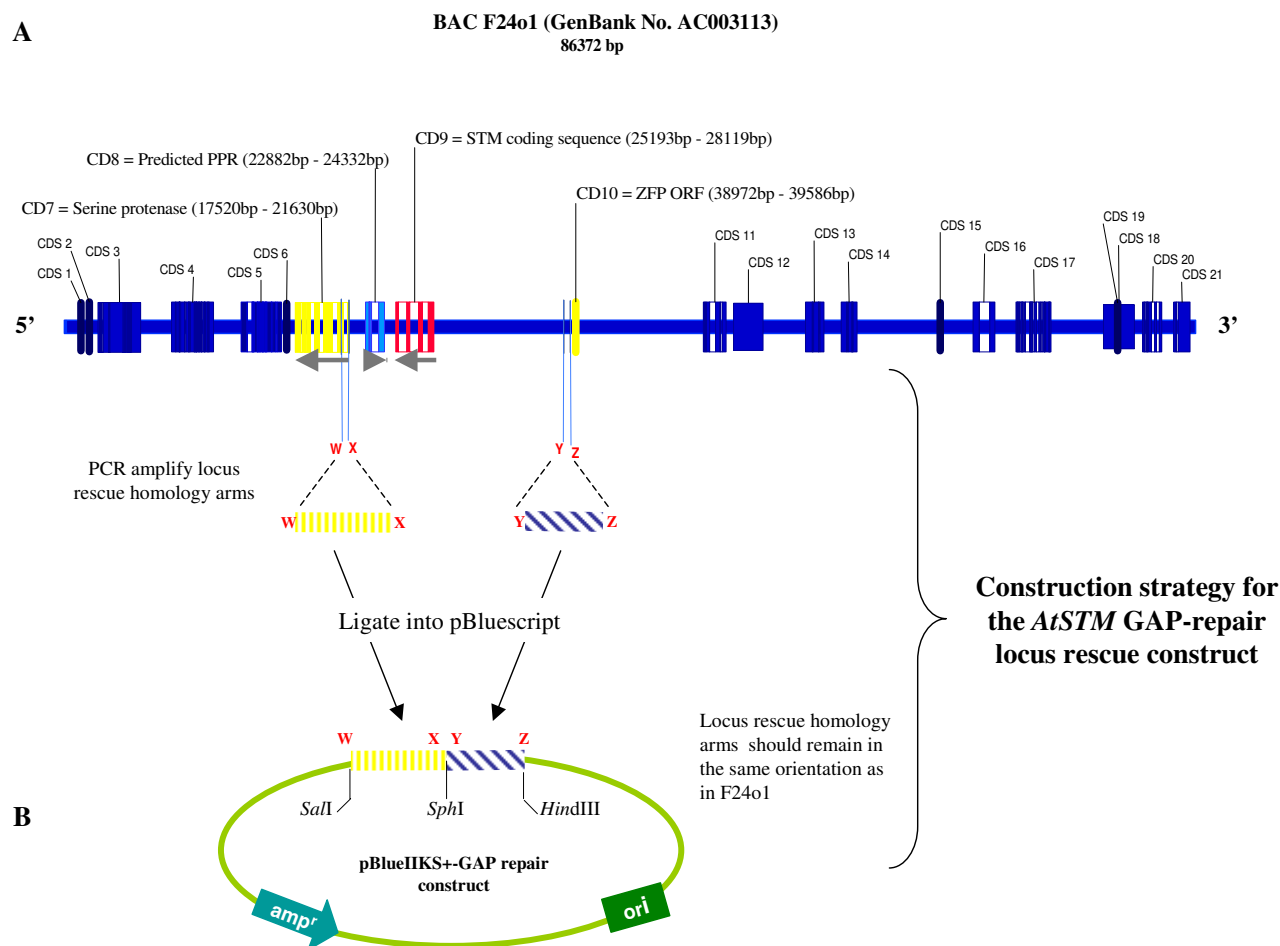 A
BAC F24o1 (GenBank No. AC003113)
86372 bp
CD9 = STM coding sequence (25193bp - 28119bp)
CD8 = Predicted PPR (22882bp - 24332bp)
CD10 = ZFP ORF (38972bp - 39586bp)
CD7 = Serine protenase (17520bp - 21630bp)
CDS 1
CDS 2
CDS 3
CDS 4
CDS 5
CDS 6
CDS 11
CDS 12
CDS 13
CDS 14
CDS 15
CDS 16
CDS 17
CDS 19
CDS 18
CDS 20
CDS 21
5’
3’
W X
Y Z
PCR amplify locus
rescue homology arms
W X
Y Z
Ligate into pBluescript
Construction strategy for
the AtSTM GAP-repair
locus rescue construct
Locus rescue homology
arms should remain in
the same orientation as
in F24o1
W X Y Z
SalI SphI HindIII
B
pBlueIIKS+-GAP repair
construct
ampr
ori